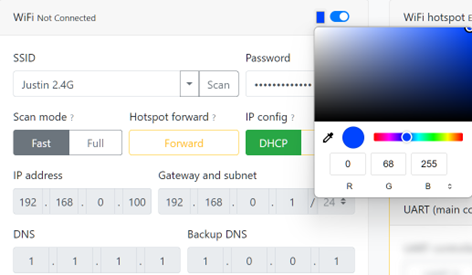 WiFi Not Connected
WiFi hotspot
SSID
Password
Justin 2.4G
Scan
Scan mode ?
Hotspot forward ?
IP config ?
Fast
Full
Forward
DHCP
0
68
255
R
G
B
IP address
Gateway and subnet
192 . 168 . 0 . 100
192 . 168 . 0 . 1 / 24
UART (main co
DNS
Backup DNS
1 . 1 . 1 . 1
1 . 0 . 0 . 1